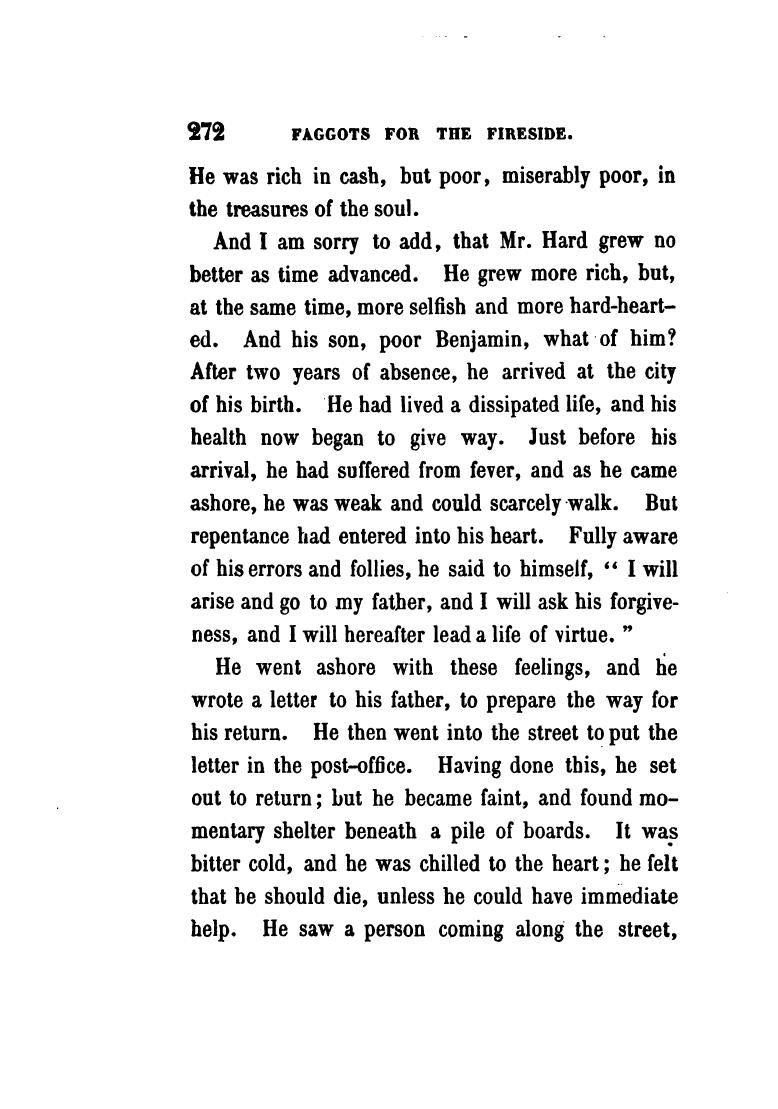 272 FAGGOTS FOR THE FIRESIDE.
He was rich in cash, but poor, miserably poor, in
the treasures of the soul.
And I am sorry to add, that Mr. Hard grew no
better as time advanced. He grew more rich, but,
at the same time, more selfish and more hard-heart-
ed. And his son, poor Benjamin, what of him?
After two years of absence, he arrived at the city
of his birth. He had lived a dissipated life, and his
health now began to give way. Just before his
arrival, he had suffered from fever, and as he came
ashore, he was weak and could scarcely walk. But
repentance had entered into his heart. Fully aware
of his errors and follies, he said to himself, “ I will
arise and go to my father, and I will ask his forgive-
ness, and I will hereafter lead a life of virtue. ”
He went ashore with these feelings, and he
wrote a letter to his father, to prepare the way for
his return. He then went into the street to put the
letter in the post-office. Having done this, he set
out to return; but he became faint, and found mo-
mentary shelter beneath a pile of boards. It was
bitter cold, and he was chilled to the heart; he felt
that he should die, unless he could have immediate
help. He saw a person coming along the street,